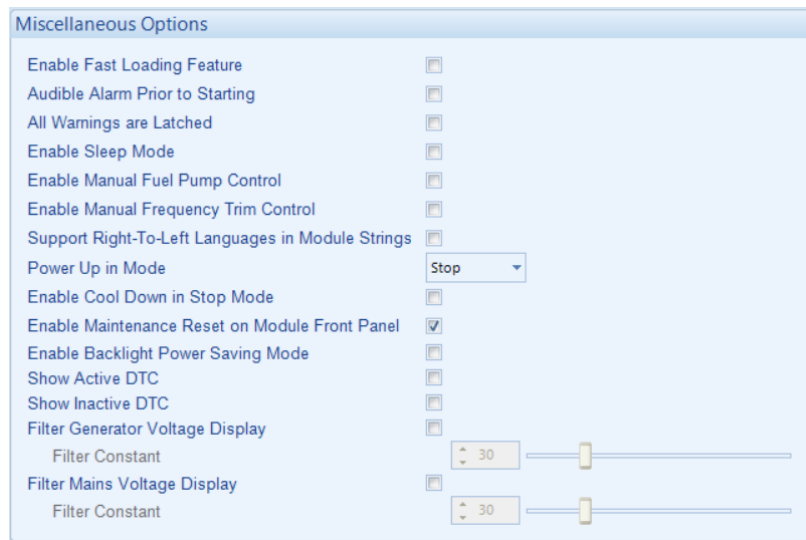 Miscellaneous Options
Enable Fast Loading Feature
Audible Alarm Prior to Starting
All Warnings are Latched
Enable Sleep Mode
Enable Manual Fuel Pump Control
Enable Manual Frequency Trim Control
Support Right-To-Left Languages in Module Strings
Power Up in Mode Stop
Enable Cool Down in Stop Mode
Enable Maintenance Reset on Module Front Panel
Enable Backlight Power Saving Mode
Show Active DTC
Show Inactive DTC
Filter Generator Voltage Display
Filter Constant 30
Filter Mains Voltage Display
Filter Constant 30